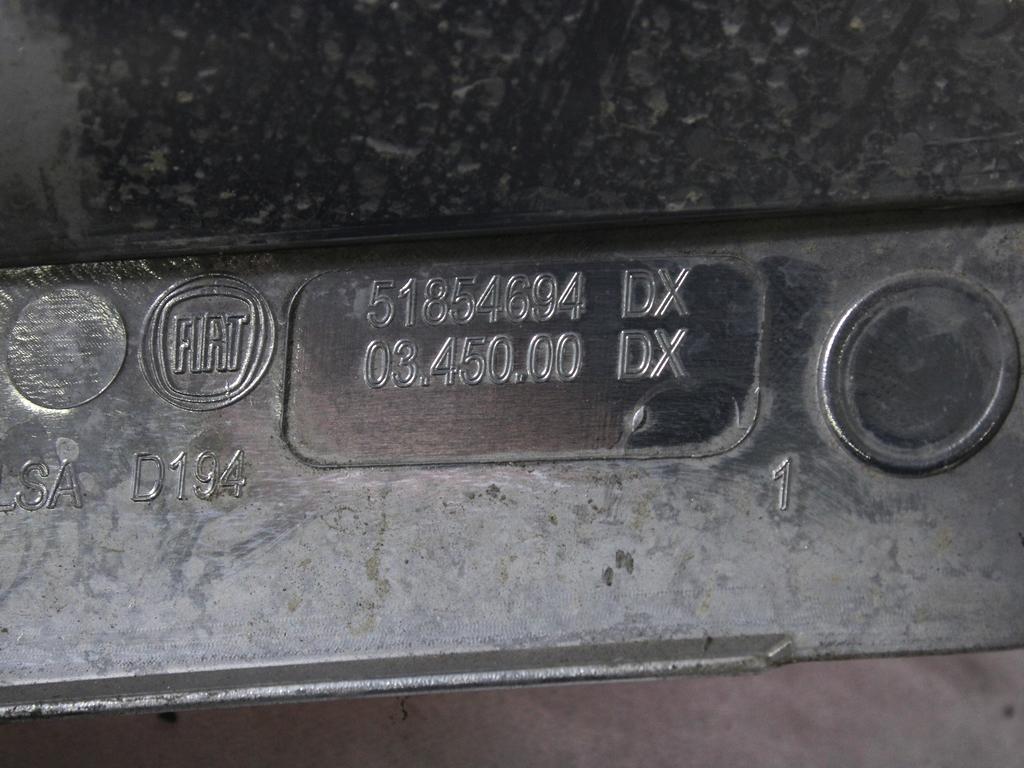 FIAT
51854694 DX
03.450.00 DX
LSA D194
1